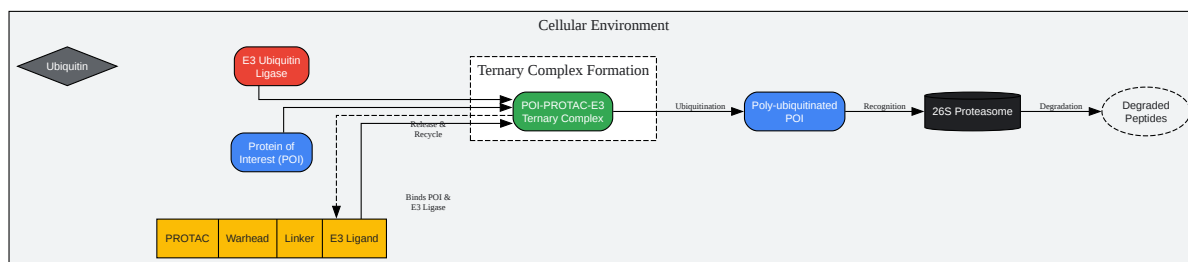 Cellular Environment
Ubiquitin
E3 Ubiquitin
Ligase
Ternary Complex Formation
POI-PROTAC-E3
Ternary Complex
Ubiquitination
Poly-ubiquitinated
POI
Recognition
26S Proteasome
Degradation
Degraded
Peptides
Release &
Recycle
Protein of
Interest (POI)
Binds POI &
E3 Ligase
PROTAC
Warhead
Linker
E3 Ligand